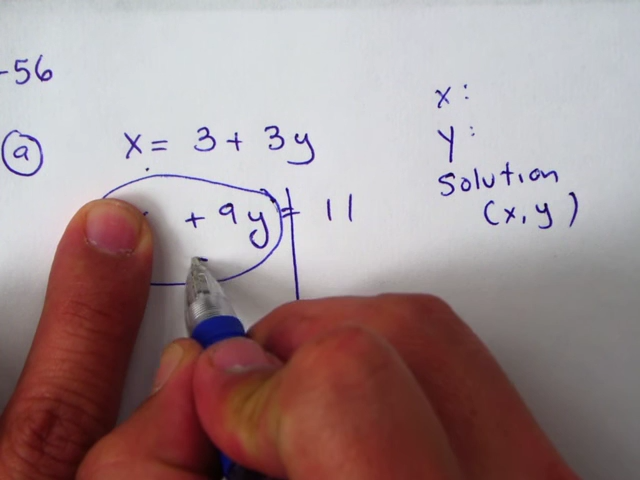 -56
(a) x = 3 + 3y
+ 9y = 11
x:
y:
Solution
(x, y)